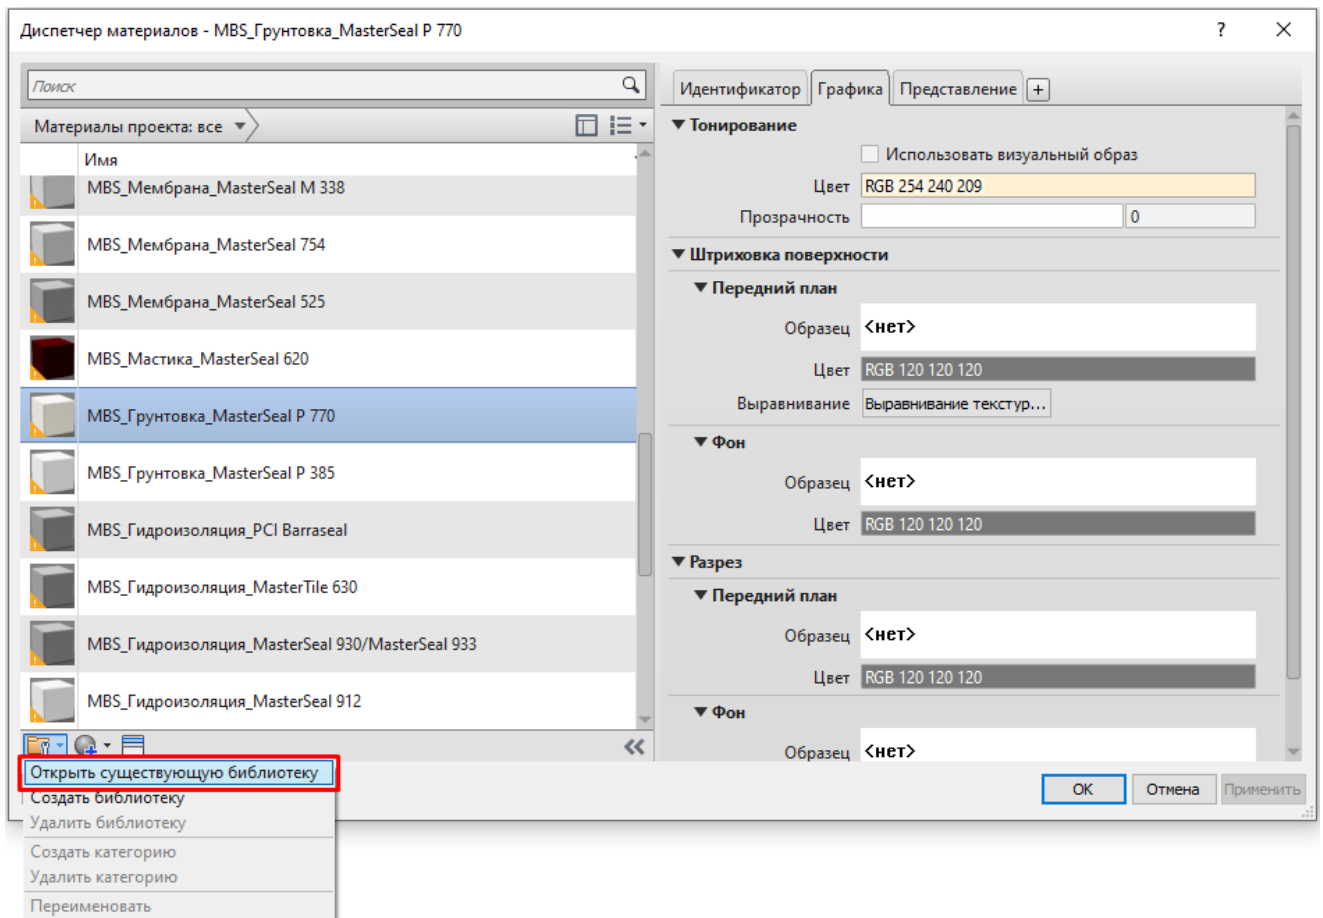 Диспетчер материалов - MBS_Грунтовка_MasterSeal P 770
?
Поиск
Материалы проекта: все
Имя
MBS_Мембрана_MasterSeal M 338
MBS_Мембрана_MasterSeal 754
MBS_Мембрана_MasterSeal 525
MBS_Мастика_MasterSeal 620
MBS_Грунтовка_MasterSeal P 770
MBS_Грунтовка_MasterSeal P 385
MBS_Гидроизоляция_PCI Barraseal
MBS_Гидроизоляция_MasterTile 630
MBS_Гидроизоляция_MasterSeal 930/MasterSeal 933
MBS_Гидроизоляция_MasterSeal 912
Открыть существующую библиотеку
Создать библиотеку
Удалить библиотеку
Создать категорию
Удалить категорию
Переименовать
Идентификатор Графика Представление +
Тонирование
Использовать визуальный образ
Цвет RGB 254 240 209
Прозрачность 0
Штриховка поверхности
Передний план
Образец <нет>
Цвет RGB 120 120 120
Выравнивание Выравнивание текстур...
Фон
Образец <нет>
Цвет RGB 120 120 120
Разрез
Передний план
Образец <нет>
Цвет RGB 120 120 120
Фон
Образец <нет>
OK Отмена Применить